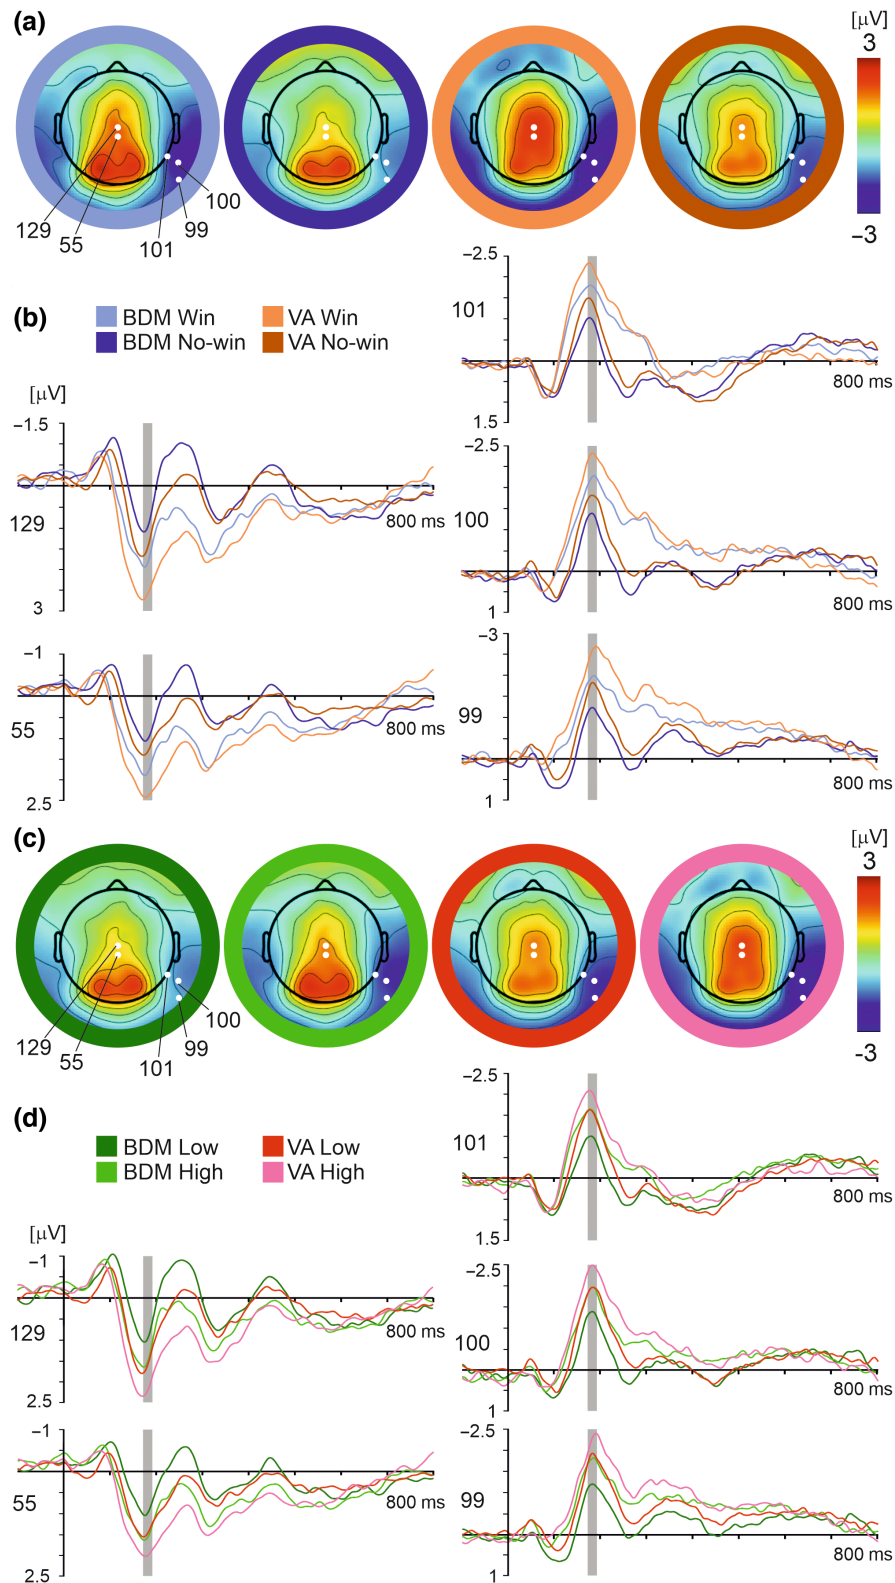 (a)
[μV]
3
−3
129
55
101
99
100
(b)
BDM Win
VA Win
BDM No-win
VA No-win
−2.5
101
1.5
800 ms
[μV]
−1.5
129
3
800 ms
−2.5
100
1
800 ms
−1
55
2.5
800 ms
−3
99
1
800 ms
(c)
[μV]
3
-3
129
55
101
99
100
(d)
BDM Low
VA Low
BDM High
VA High
−2.5
101
1.5
800 ms
[μV]
−1
129
2.5
800 ms
−2.5
100
1
800 ms
−1
55
2.5
800 ms
−2.5
99
1
800 ms